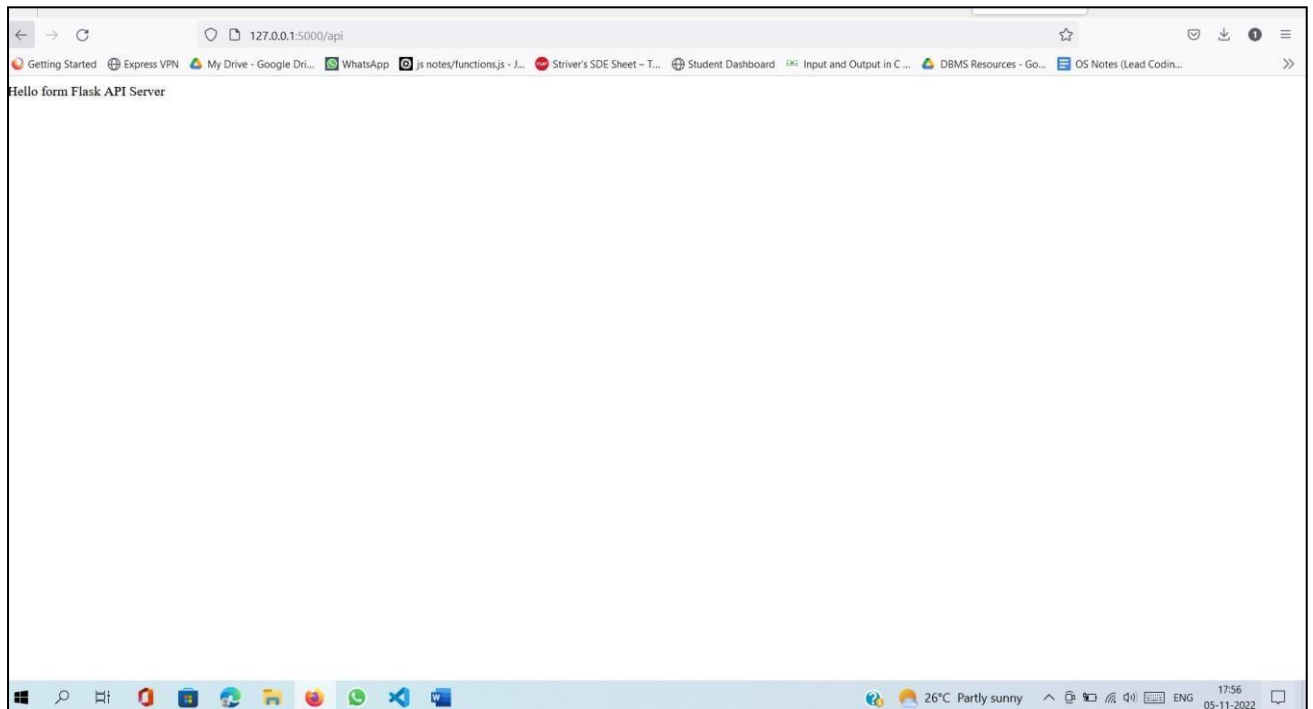 127.0.0.1:5000/api
1
Getting Started Express VPN My Drive - Google Dri... WhatsApp js notes/functions.js - J... Striver's SDE Sheet – T... Student Dashboard Input and Output in C ... DBMS Resources - Go... OS Notes (Lead Codin...
Hello form Flask API Server
26°C Partly sunny ENG 17:56
05-11-2022